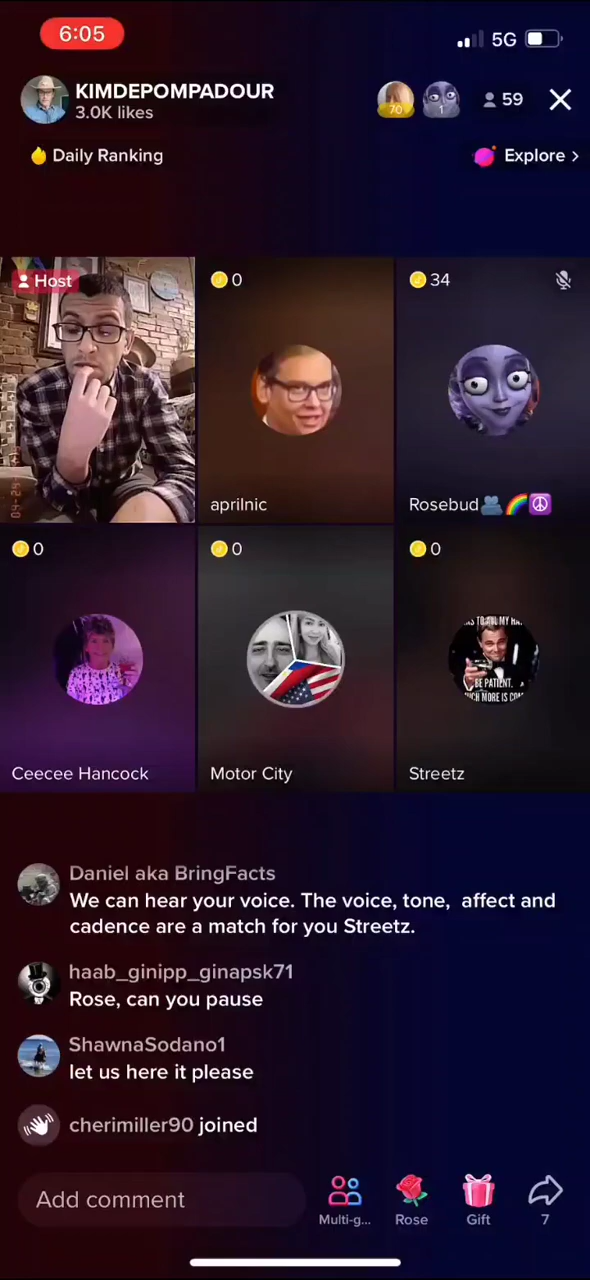 6:05
5G
KIMDEPOMPADOUR
3.0K likes
70
1
59
Daily Ranking
Explore >
Host
0
34
aprilnic
Rosebud
0
0
0
BE PATIENT.
Ceecee Hancock
Motor City
Streetz
Daniel aka BringFacts
We can hear your voice. The voice, tone, affect and
cadence are a match for you Streetz.
haab_ginipp_ginapsk71
Rose, can you pause
ShawnaSodano1
let us here it please
cherimiller90 joined
Add comment
Multi-g...
Rose
Gift
7